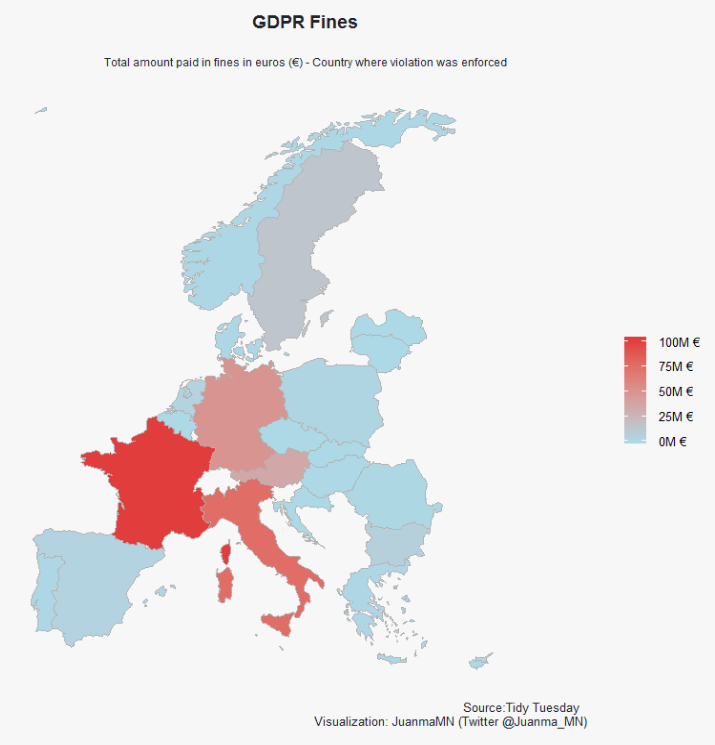 GDPR Fines
Total amount paid in fines in euros (€) - Country where violation was enforced
100M €
75M €
50M €
25M €
0M €
Source:Tidy Tuesday
Visualization: JuanmaMN (Twitter @Juanma_MN)